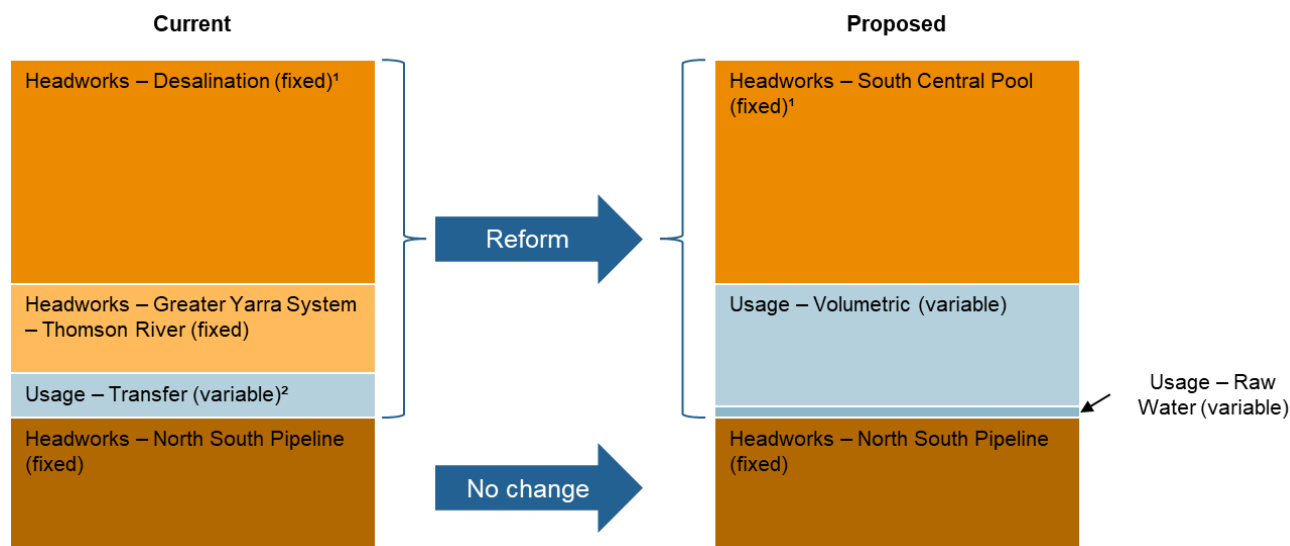 Current
Proposed
Headworks – Desalination (fixed)¹
Headworks – South Central Pool
(fixed)¹
Reform
Headworks – Greater Yarra System
– Thomson River (fixed)
Usage – Volumetric (variable)
Usage – Transfer (variable)²
Usage – Raw
Water (variable)
Headworks – North South Pipeline
(fixed)
No change
Headworks – North South Pipeline
(fixed)